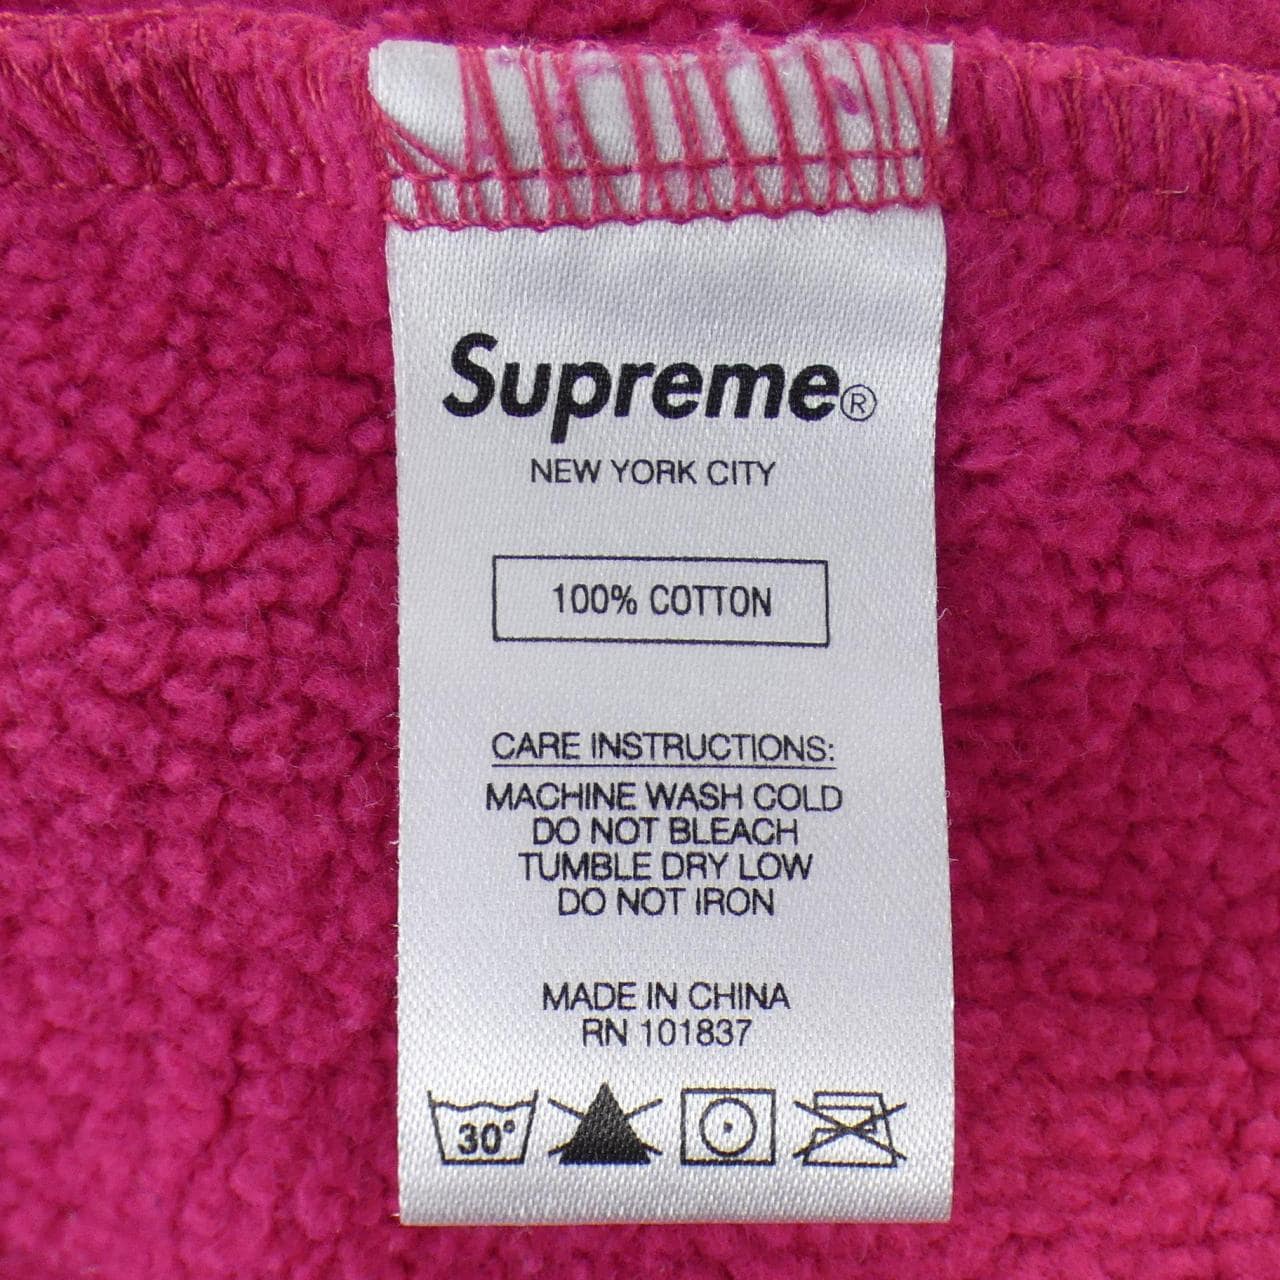 Supreme®
NEW YORK CITY
100% COTTON
CARE INSTRUCTIONS:
MACHINE WASH COLD
DO NOT BLEACH
TUMBLE DRY LOW
DO NOT IRON
MADE IN CHINA
RN 101837
30°